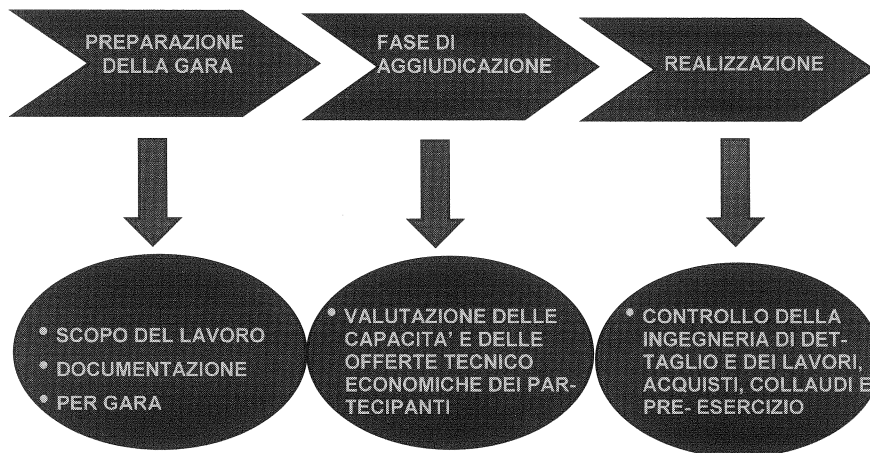 PREPARAZIONE
DELLA GARA
FASE DI
AGGIUDICAZIONE
REALIZZAZIONE
• SCOPO DEL LAVORO
• DOCUMENTAZIONE
• PER GARA
• VALUTAZIONE DELLE
CAPACITA' E DELLE
OFFERTE TECNICO
ECONOMICHE DEI PAR-
TECIPANTI
• CONTROLLO DELLA
INGEGNERIA DI DET-
TAGLIO E DEI LAVORI,
ACQUISTI, COLLAUDI E
PRE- ESERCIZIO